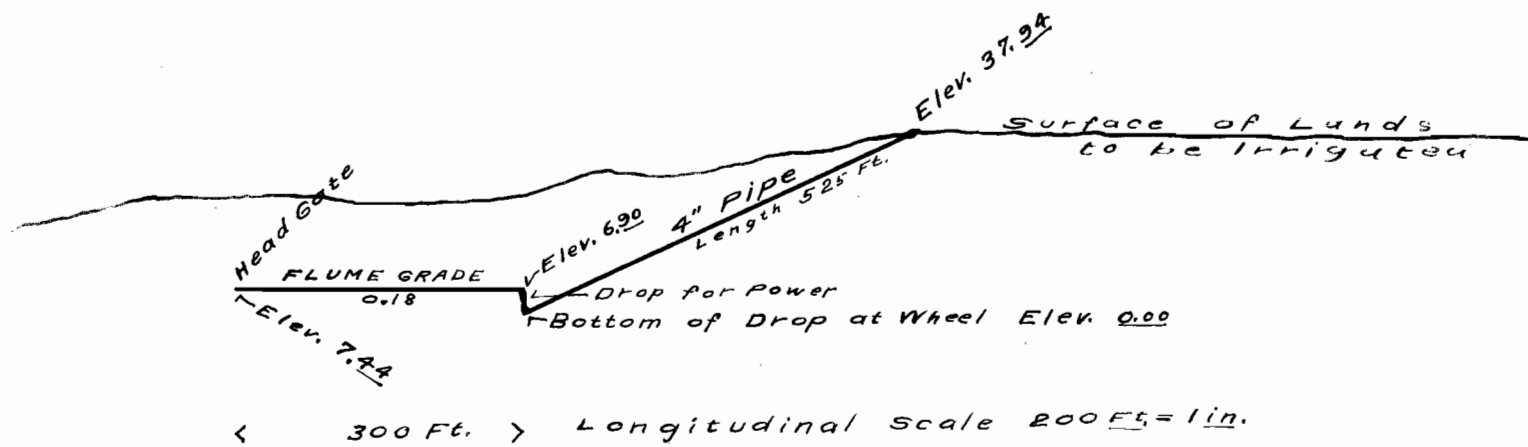 Elev. 37.94
Surface of Lands
to be Irrigated
Head Gate
4" Pipe
Length 525 Ft.
Elev. 6.90
FLUME GRADE
0.18
Drop for Power
Bottom of Drop at Wheel Elev. 0.00
Elev. 7.44
< 300 Ft. > Longitudinal Scale 200 Ft. = 1 in.